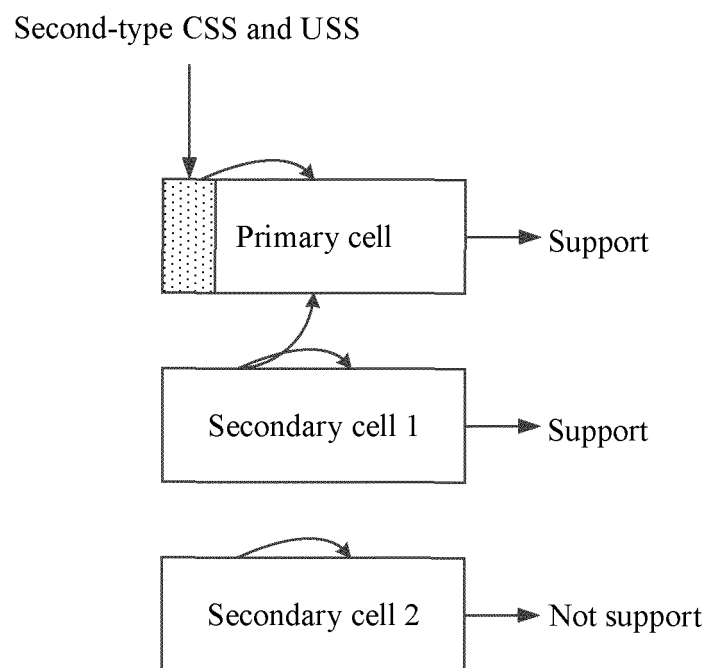 Second-type CSS and USS
Primary cell
Support
Secondary cell 1
Support
Secondary cell 2
Not support